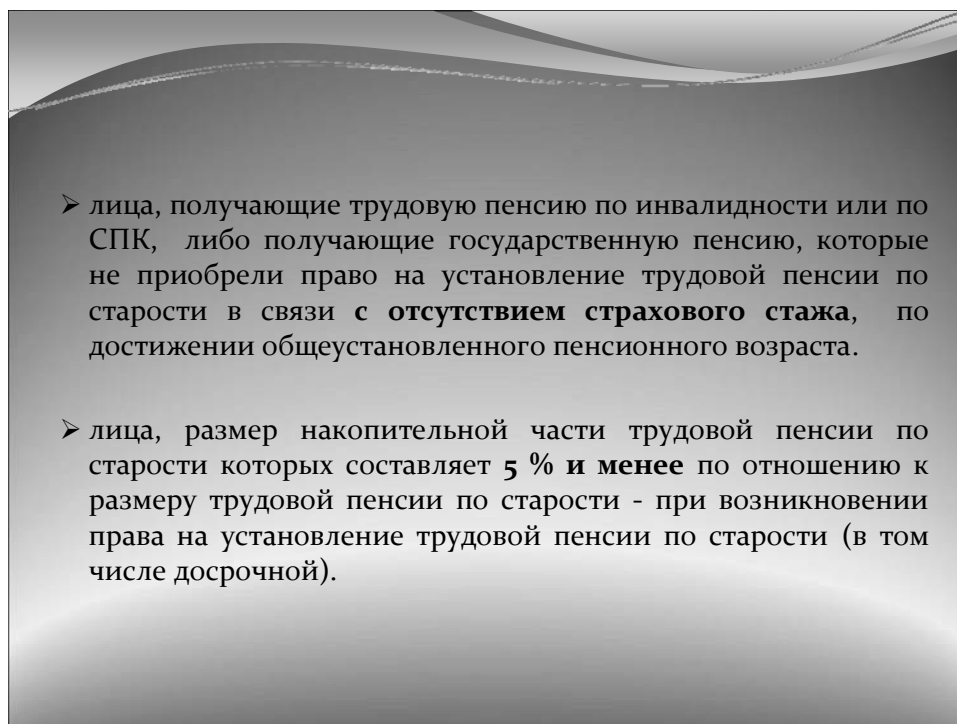 ➢ лица, получающие трудовую пенсию по инвалидности или по
СПК, либо получающие государственную пенсию, которые
не приобрели право на установление трудовой пенсии по
старости в связи с отсутствием страхового стажа, по
достижении общеустановленного пенсионного возраста.
➢ лица, размер накопительной части трудовой пенсии по
старости которых составляет 5 % и менее по отношению к
размеру трудовой пенсии по старости - при возникновении
права на установление трудовой пенсии по старости (в том
числе досрочной).